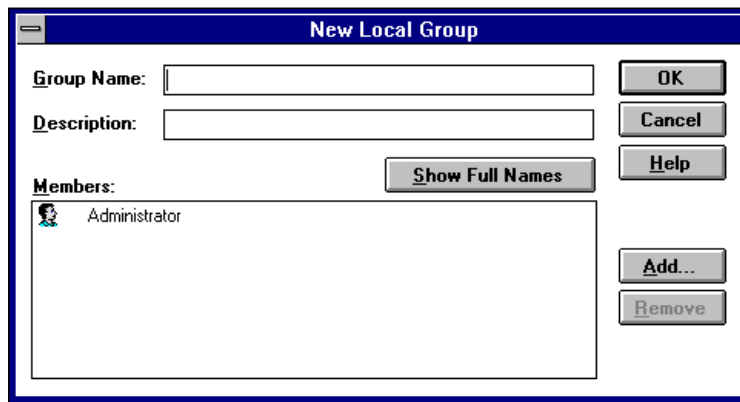 New Local Group
Group Name:
OK
Description:
Cancel
Show Full Names
Help
Members:
Administrator
Add...
Remove